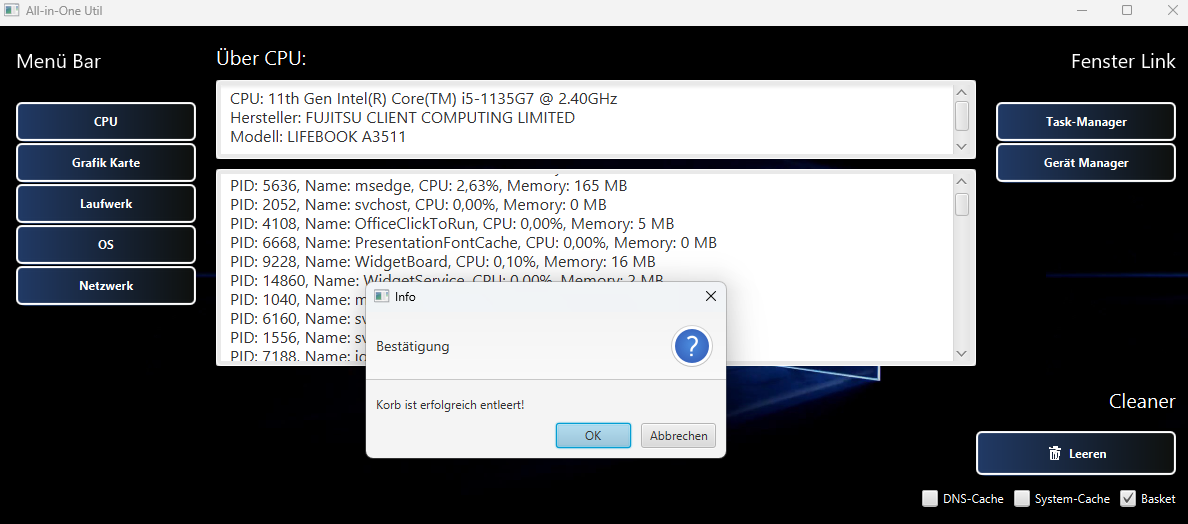 All-in-One Util
Menü Bar
CPU
Grafik Karte
Laufwerk
OS
Netzwerk
Über CPU:
CPU: 11th Gen Intel(R) Core(TM) i5-1135G7 @ 2.40GHz
Hersteller: FUJITSU CLIENT COMPUTING LIMITED
Modell: LIFEBOOK A3511
PID: 5636, Name: msedge, CPU: 2,63%, Memory: 165 MB
PID: 2052, Name: svchost, CPU: 0,00%, Memory: 0 MB
PID: 4108, Name: OfficeClickToRun, CPU: 0,00%, Memory: 5 MB
PID: 6668, Name: PresentationFontCache, CPU: 0,00%, Memory: 0 MB
PID: 9228, Name: WidgetBoard, CPU: 0,10%, Memory: 16 MB
PID: 14860, Name: WidgetService, CPU: 0,00%, Memory: 2 MB
PID: 1040, Name:
PID: 6160, Name:
PID: 1556, Name:
PID: 7188, Name:
Info
Bestätigung
?
Korb ist erfolgreich entleert!
OK
Abbrechen
Fenster Link
Task-Manager
Gerät Manager
Cleaner
Leeren
DNS-Cache
System-Cache
Basket